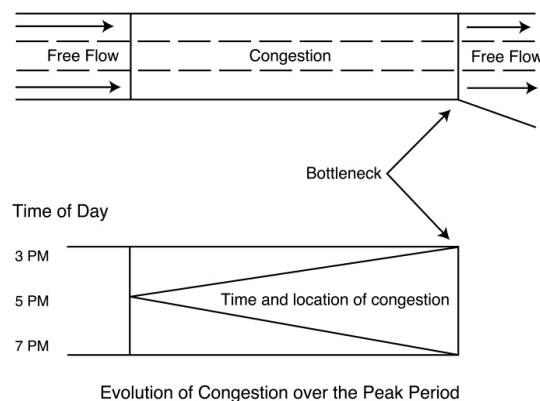 Free Flow
Congestion
Free Flow
Bottleneck
Time of Day
3 PM
5 PM
Time and location of congestion
7 PM
Evolution of Congestion over the Peak Period